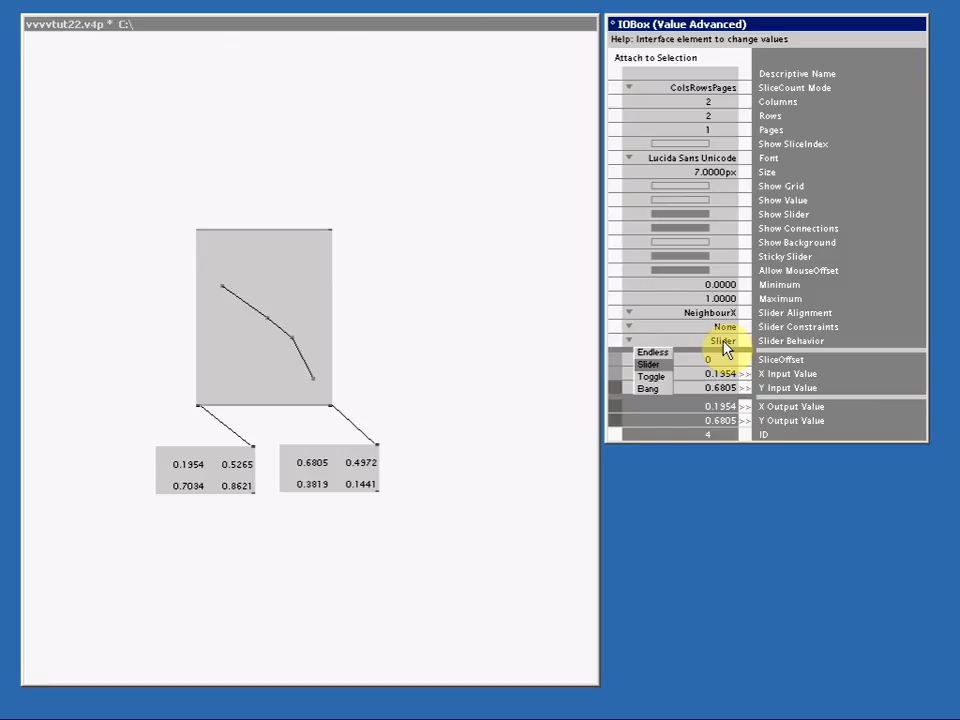 vvvvtut22.v4p * C:\
0.1954 0.5265
0.7034 0.8621
0.6805 0.4972
0.3819 0.1441
° IOBox (Value Advanced)
Help: Interface element to change values
Attach to Selection
Descriptive Name
ColsRowsPages SliceCount Mode
2 Columns
2 Rows
1 Pages
Show SliceIndex
Lucida Sans Unicode Font
7.0000px Size
Show Grid
Show Value
Show Slider
Show Connections
Show Background
Sticky Slider
Allow MouseOffset
0.0000 Minimum
1.0000 Maximum
NeighbourX Slider Alignment
None Slider Constraints
Slider Slider Behavior
Endless
Slider
Toggle
Bang
0 SliceOffset
0.1954 >> X Input Value
0.6805 >> Y Input Value
0.1954 >> X Output Value
0.6805 >> Y Output Value
4 ID